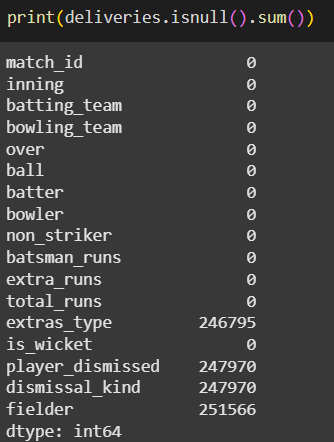 print(deliveries.isnull().sum())
match_id 0
inning 0
batting_team 0
bowling_team 0
over 0
ball 0
batter 0
bowler 0
non_striker 0
batsman_runs 0
extra_runs 0
total_runs 0
extras_type 246795
is_wicket 0
player_dismissed 247970
dismissal_kind 247970
fielder 251566
dtype: int64